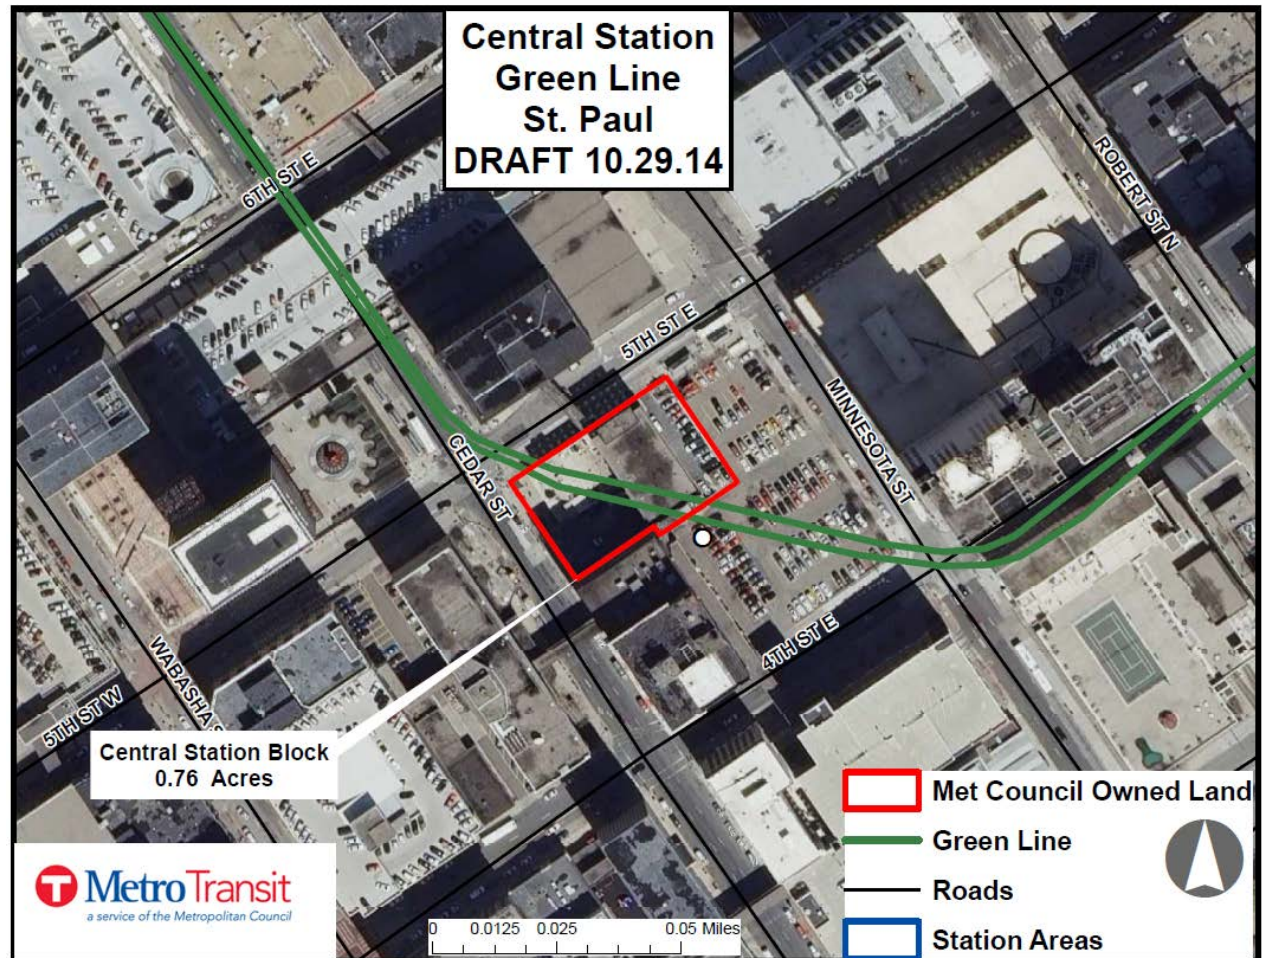 Central Station
Green Line
St. Paul
DRAFT 10.29.14
6TH ST E
ROBERT ST N
5TH ST E
MINNESOTA ST
CEDAR ST
4TH ST E
WABASHA S
5TH ST W
Central Station Block
0.76 Acres
Met Council Owned Land
Green Line
Roads
Station Areas
T MetroTransit
a service of the Metropolitan Council
0 0.0125 0.025 0.05 Miles